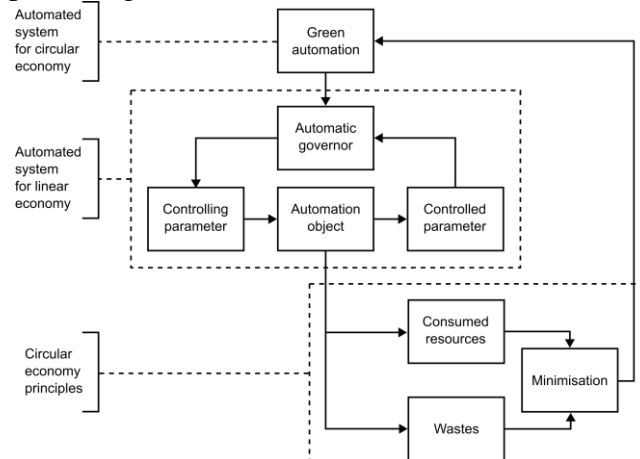 Automated
system
for circular
economy
Green
automation
Automatic
governor
Automated
system
for linear
economy
Controlling
parameter
Automation
object
Controlled
parameter
Consumed
resources
Circular
economy
principles
Minimisation
Wastes